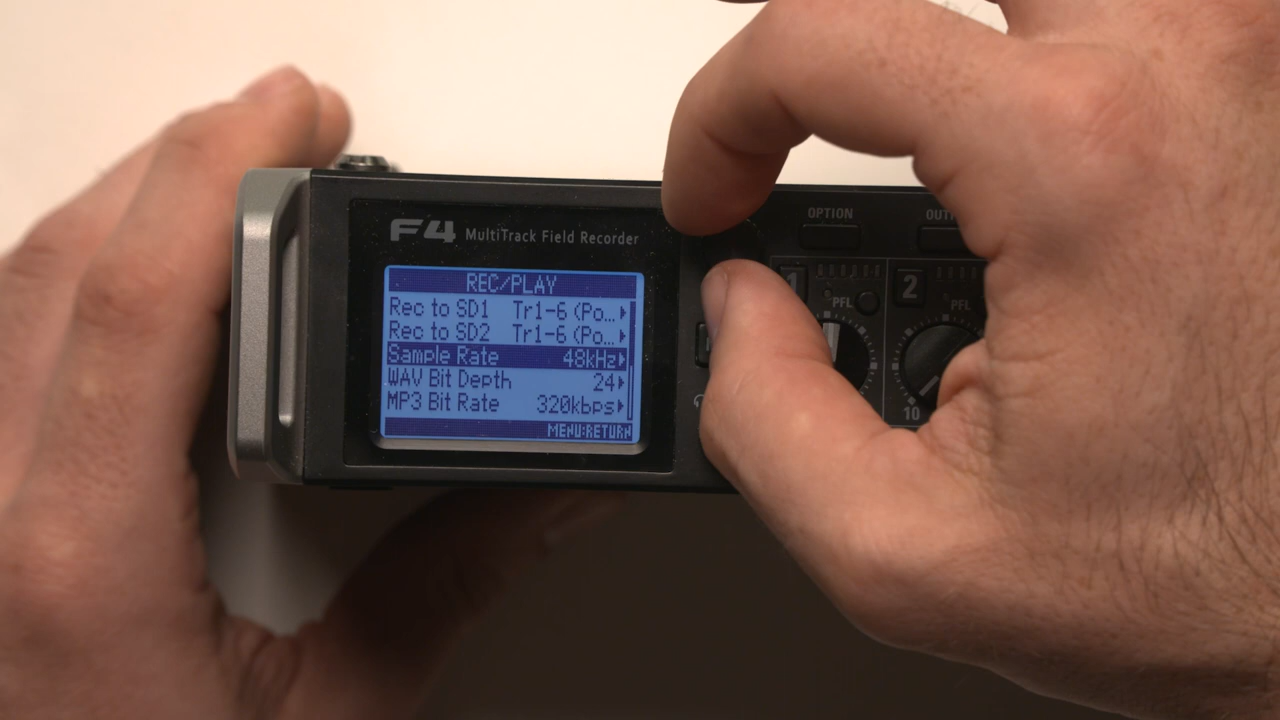 F4 MultiTrack Field Recorder
REC/PLAY
Rec to SD1 Tr1-6 (Po...
Rec to SD2 Tr1-6 (Po...
Sample Rate 48kHz
WAV Bit Depth 24
MP3 Bit Rate 320kbps
MENU:RETURN
OPTION
1
PFL
2
PFL
10